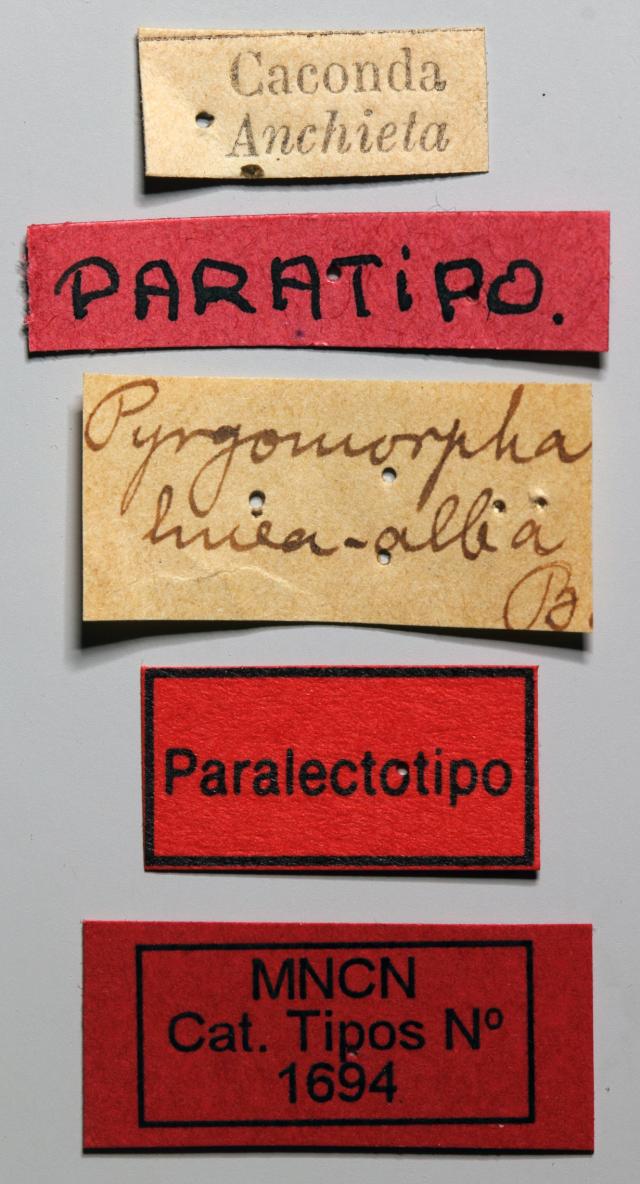 Caconda
Anchieta
PARATiPO.
Pyrgomorpha
linea-alba
B.
Paralectotipo
MNCN
Cat. Tipos Nº
1694